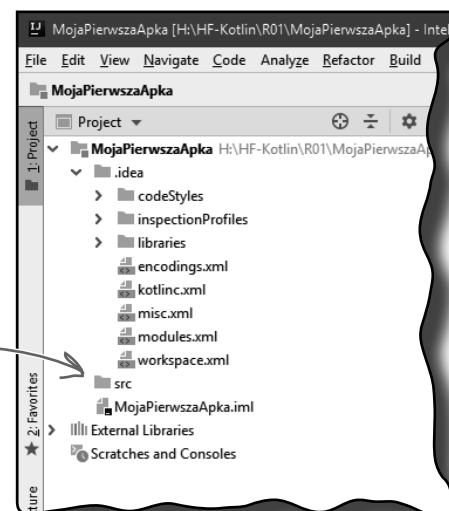 MojaPierwszaApka [H:\HF-Kotlin\R01\MojaPierwszaApka] - Inte
File Edit View Navigate Code Analyze Refactor Build
MojaPierwszaApka
1: Project
Project
MojaPierwszaApka H:\HF-Kotlin\R01\MojaPierwszaAp
.idea
codeStyles
inspectionProfiles
libraries
encodings.xml
kotlinc.xml
misc.xml
modules.xml
workspace.xml
src
MojaPierwszaApka.iml
2: Favorites
External Libraries
Scratches and Consoles
cture